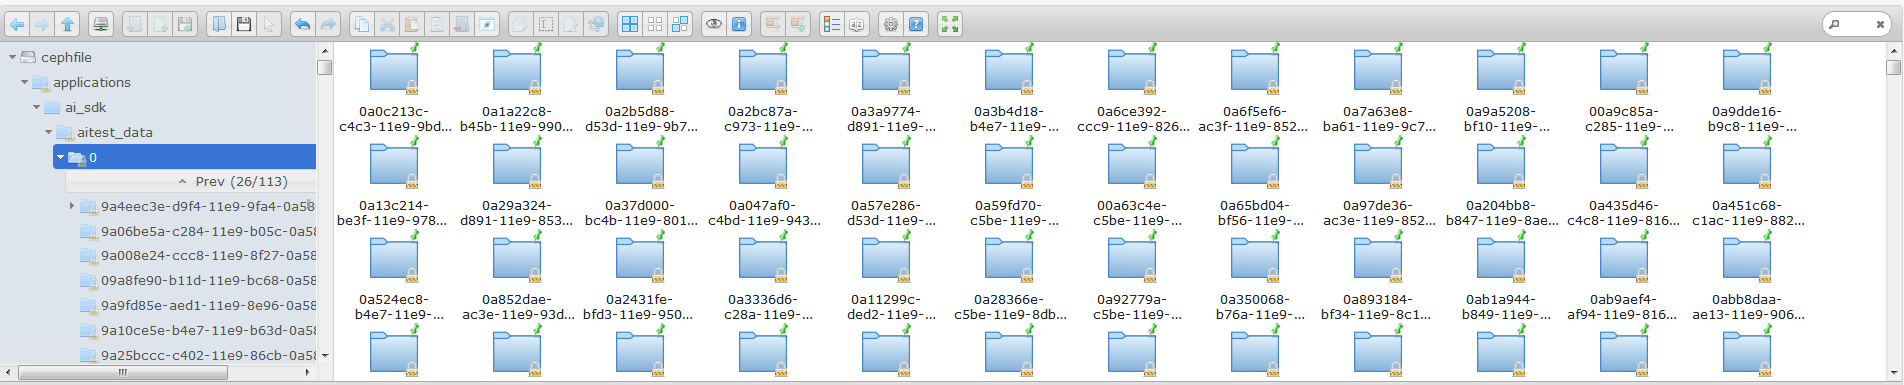 cephfile
applications
ai_sdk
aitest_data
0
Prev (26/113)
9a4eec3e-d9f4-11e9-9fa4-0a58
9a06be5a-c284-11e9-b05c-0a58
9a008e24-ccc8-11e9-8f27-0a58
09a8fe90-b11d-11e9-bc68-0a58
9a9fd85e-aed1-11e9-8e96-0a58
9a10ce5e-b4e7-11e9-b63d-0a58
9a25bccc-c402-11e9-86cb-0a58
0a0c213c- 0a1a22c8- 0a2b5d88- 0a2bc87a- 0a3a9774- 0a3b4d18- 0a6ce392- 0a6f5ef6- 0a7a63e8- 0a9a5208- 00a9c85a- 0a9dde16-
c4c3-11e9-9bd... b45b-11e9-990... d53d-11e9-9b7... c973-11e9-... d891-11e9-... b4e7-11e9-... ccc9-11e9-826... ac3f-11e9-852... ba61-11e9-9c7... bf10-11e9-... c285-11e9-... b9c8-11e9-...
0a13c214- 0a29a324- 0a37d000- 0a047af0- 0a57e286- 0a59fd70- 00a63c4e- 0a65bd04- 0a97de36- 0a204bb8- 0a435d46- 0a451c68-
be3f-11e9-978... d891-11e9-853... bc4b-11e9-801... c4bd-11e9-943... d53d-11e9-... c5be-11e9-... c5be-11e9-... bf56-11e9-... ac3e-11e9-852... b847-11e9-8ae... c4c8-11e9-816... c1ac-11e9-882...
0a524ec8- 0a852dae- 0a2431fe- 0a3336d6- 0a11299c- 0a28366e- 0a92779a- 0a350068- 0a893184- 0ab1a944- 0ab9aef4- 0abb8daa-
b4e7-11e9-... ac3e-11e9-93d... bfd3-11e9-950... c28a-11e9-... ded2-11e9-... c5be-11e9-8db... c5be-11e9-... b76a-11e9-... bf34-11e9-8c1... b849-11e9-... af94-11e9-816... ae13-11e9-906...